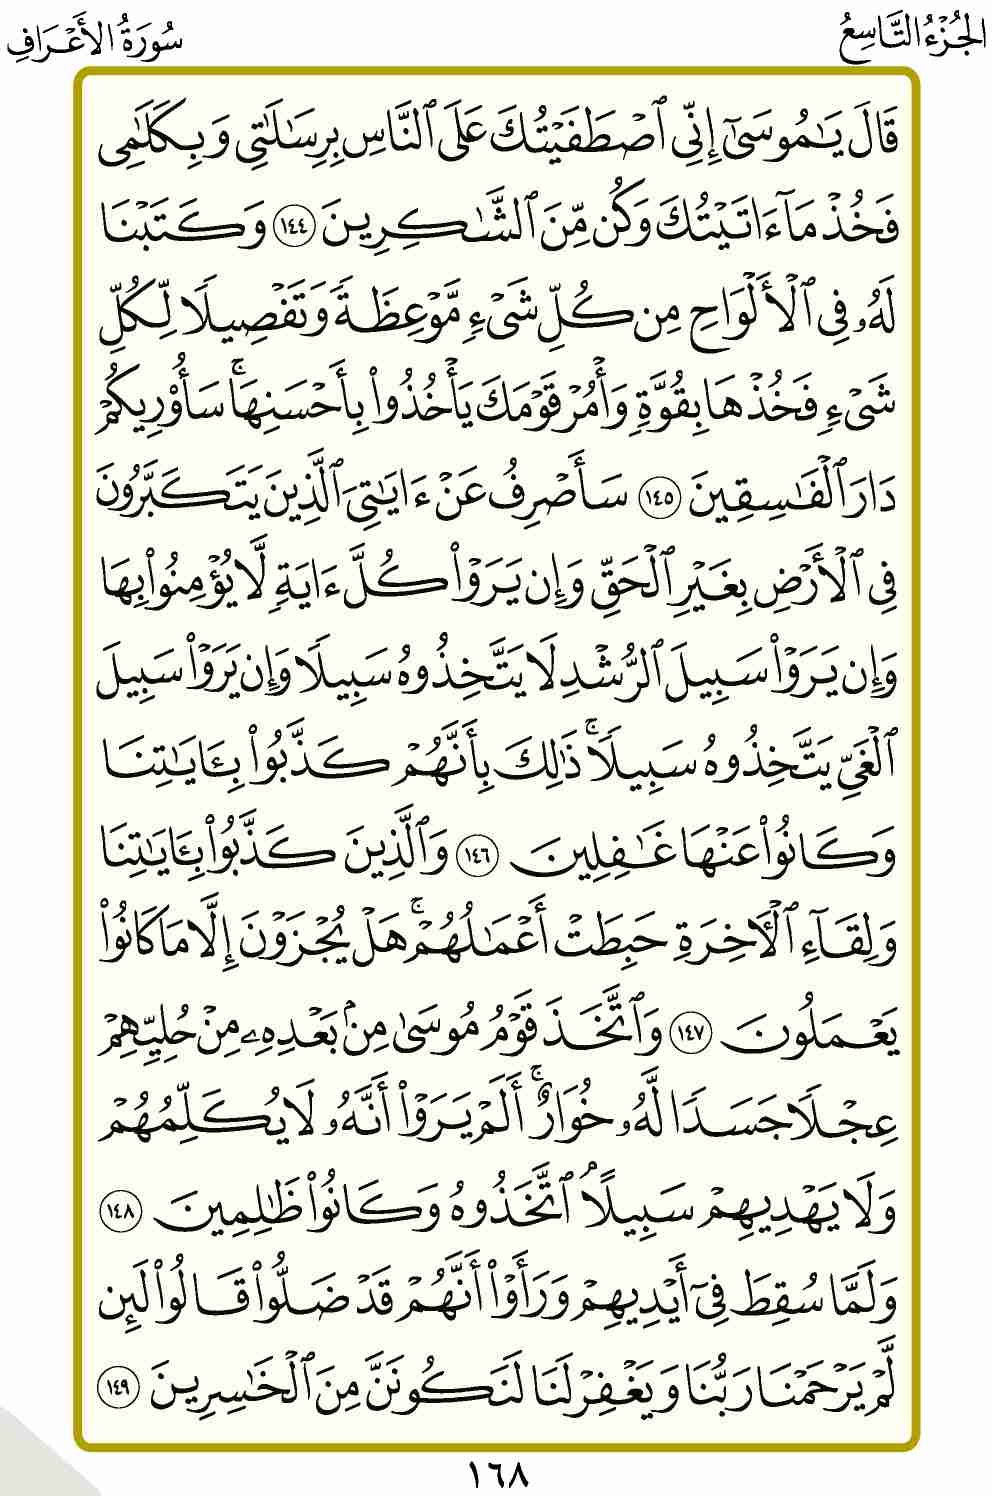 الجُزْءُ التَّاسِعُ
سُورَةُ الأَعْرَافِ
قَالَ يَٰمُوسَىٰٓ إِنِّي ٱصۡطَفَيۡتُكَ عَلَى ٱلنَّاسِ بِرِسَٰلَٰتِي وَبِكَلَٰمِي
فَخُذۡ مَآ ءَاتَيۡتُكَ وَكُن مِّنَ ٱلشَّٰكِرِينَ ١٤٤ وَكَتَبۡنَا
لَهُۥ فِي ٱلۡأَلۡوَاحِ مِن كُلِّ شَيۡءٖ مَّوۡعِظَةٗ وَتَفۡصِيلٗا لِّكُلِّ
شَيۡءٖ فَخُذۡهَا بِقُوَّةٖ وَأۡمُرۡ قَوۡمَكَ يَأۡخُذُواْ بِأَحۡسَنِهَاۚ سَأُوْرِيكُمۡ
دَارَ ٱلۡفَٰسِقِينَ ١٤٥ سَأَصۡرِفُ عَنۡ ءَايَٰتِيَ ٱلَّذِينَ يَتَكَبَّرُونَ
فِي ٱلۡأَرۡضِ بِغَيۡرِ ٱلۡحَقِّ وَإِن يَرَوۡاْ كُلَّ ءَايَةٖ لَّا يُؤۡمِنُواْ بِهَا
وَإِن يَرَوۡاْ سَبِيلَ ٱلرُّشۡدِ لَا يَتَّخِذُوهُ سَبِيلٗا وَإِن يَرَوۡاْ سَبِيلَ
ٱلۡغَيِّ يَتَّخِذُوهُ سَبِيلٗاۚ ذَٰلِكَ بِأَنَّهُمۡ كَذَّبُواْ بِـَٔايَٰتِنَا
وَكَانُواْ عَنۡهَا غَٰفِلِينَ ١٤٦ وَٱلَّذِينَ كَذَّبُواْ بِـَٔايَٰتِنَا
وَلِقَآءِ ٱلۡأٓخِرَةِ حَبِطَتۡ أَعۡمَٰلُهُمۡۚ هَلۡ يُجۡزَوۡنَ إِلَّا مَا كَانُواْ
يَعۡمَلُونَ ١٤٧ وَٱتَّخَذَ قَوۡمُ مُوسَىٰ مِنۢ بَعۡدِهِۦ مِنۡ حُلِيِّهِمۡ
عِجۡلٗا جَسَدٗا لَّهُۥ خُوَارٌۚ أَلَمۡ يَرَوۡاْ أَنَّهُۥ لَا يُكَلِّمُهُمۡ
وَلَا يَهۡدِيهِمۡ سَبِيلًاۘ ٱتَّخَذُوهُ وَكَانُواْ ظَٰلِمِينَ ١٤٨
وَلَمَّا سُقِطَ فِيٓ أَيۡدِيهِمۡ وَرَأَوۡاْ أَنَّهُمۡ قَدۡ ضَلُّواْ قَالُواْ لَئِن
لَّمۡ يَرۡحَمۡنَا رَبُّنَا وَيَغۡفِرۡ لَنَا لَنَكُونَنَّ مِنَ ٱلۡخَٰسِرِينَ ١٤٩
١٦٨